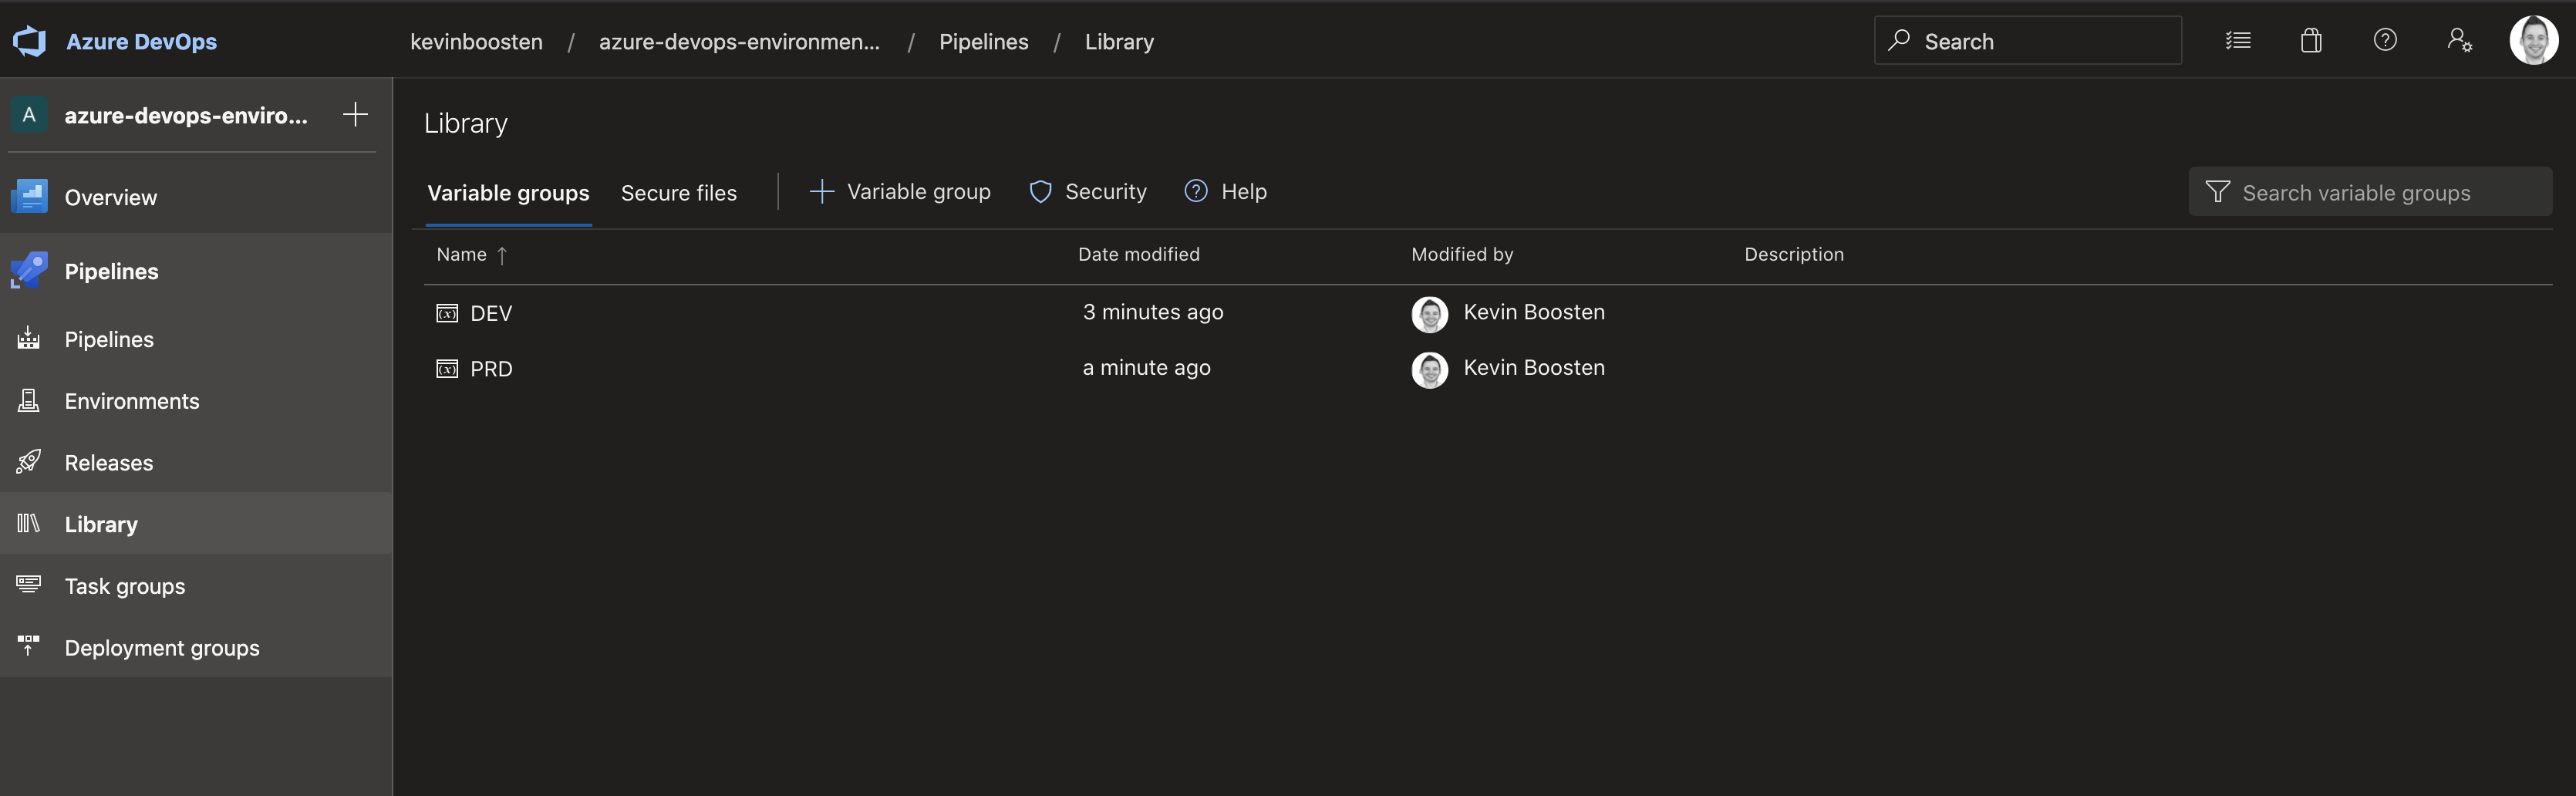 Azure DevOps
kevinboosten / azure-devops-environmen... / Pipelines / Library
Search
A azure-devops-enviro...
Overview
Pipelines
Pipelines
Environments
Releases
Library
Task groups
Deployment groups
Library
Variable groups Secure files Variable group Security Help
Search variable groups
Name ↑ Date modified Modified by Description
(x) DEV 3 minutes ago Kevin Boosten
(x) PRD a minute ago Kevin Boosten